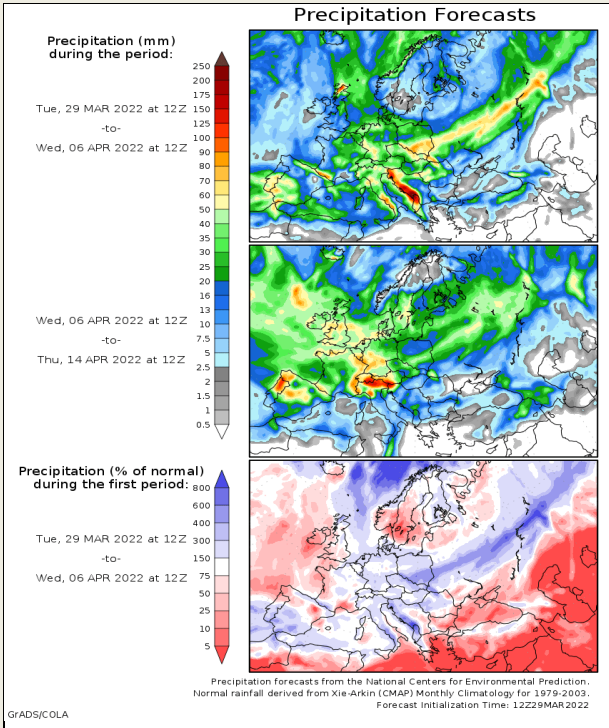 Precipitation Forecasts
Precipitation (mm)
during the period:
Tue, 29 MAR 2022 at 12Z
-to-
Wed, 06 APR 2022 at 12Z
250
200
175
150
125
100
90
80
70
60
50
40
35
30
25
20
16
13
10
7.5
5
2.5
2
1.5
1
0.5
Wed, 06 APR 2022 at 12Z
-to-
Thu, 14 APR 2022 at 12Z
Precipitation (% of normal)
during the first period:
Tue, 29 MAR 2022 at 12Z
-to-
Wed, 06 APR 2022 at 12Z
800
600
400
300
150
75
50
25
10
5
Precipitation forecasts from the National Centers for Environmental Prediction.
Normal rainfall derived from Xie-Arkin (CMAP) Monthly Climatology for 1979-2003.
Forecast Initialization Time: 12Z29MAR2022
GrADS/COLA